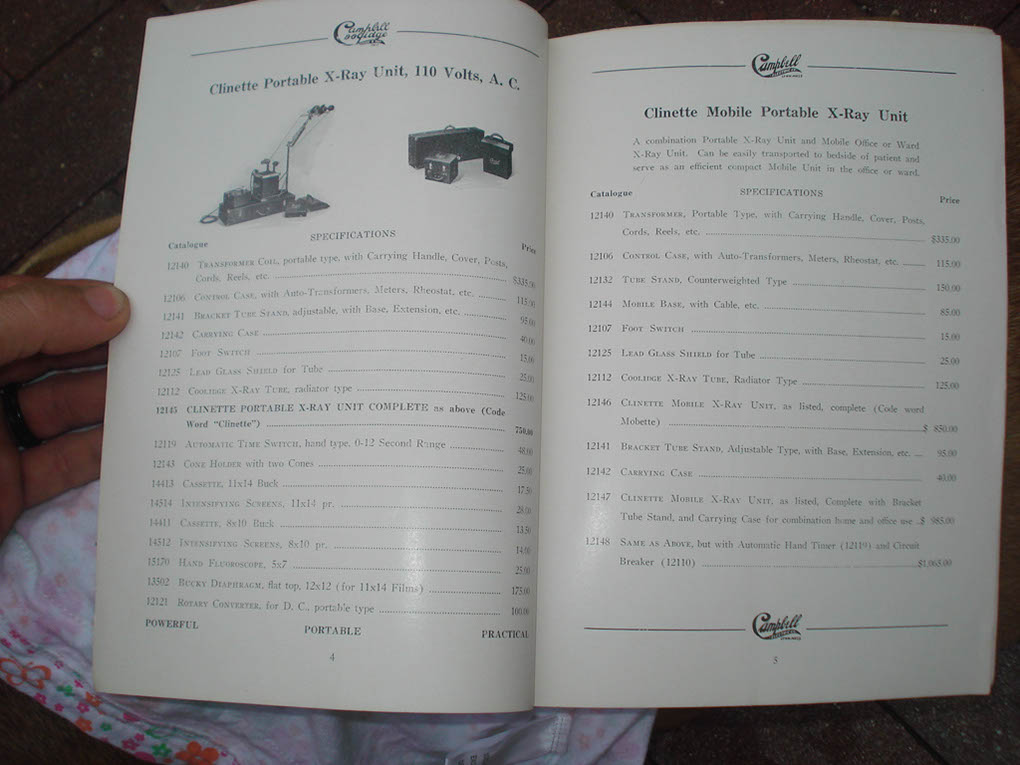 Campbell
Coolidge
Clinette Portable X-Ray Unit, 110 Volts, A. C.
SPECIFICATIONS
Catalogue Price
12140 Transformer Coil, portable type, with Carrying Handle, Cover, Posts,
Cords, Reels, etc. $335.00
12106 Control Case, with Auto-Transformers, Meters, Rheostat, etc. 115.00
12141 Bracket Tube Stand, adjustable, with Base, Extension, etc. 95.00
12142 Carrying Case 40.00
12107 Foot Switch 15.00
12125 Lead Glass Shield for Tube 25.00
12112 Coolidge X-Ray Tube, radiator type 125.00
12145 CLINETTE PORTABLE X-RAY UNIT COMPLETE as above (Code
Word "Clinette") 750.00
12119 Automatic Time Switch, hand type, 0-12 Second Range 40.00
12143 Cone Holder with two Cones 25.00
14413 Cassette, 11x14 Buck 17.50
14514 Intensifying Screens, 11x14 pr.
14411 Cassette, 8x10 Buck 13.50
14512 Intensifying Screens, 8x10 pr. 14.00
15170 Hand Fluoroscope, 5x7 25.00
13502 Bucky Diaphragm, flat top, 12x12 (for 11x14 Films) 175.00
12121 Rotary Converter, for D. C., portable type 100.00
POWERFUL PORTABLE PRACTICAL
4
Campbell
Clinette Mobile Portable X-Ray Unit
A combination Portable X-Ray Unit and Mobile Office or Ward
X-Ray Unit. Can be easily transported to bedside of patient and
serve as an efficient compact Mobile Unit in the office or ward.
Catalogue SPECIFICATIONS Price
12140 Transformer, Portable Type, with Carrying Handle, Cover, Posts,
Cords, Reels, etc. $335.00
12106 Control Case, with Auto-Transformers, Meters, Rheostat, etc. 115.00
12132 Tube Stand, Counterweighted Type 150.00
12144 Mobile Base, with Cable, etc. 85.00
12107 Foot Switch 15.00
12125 Lead Glass Shield for Tube 25.00
12112 Coolidge X-Ray Tube, Radiator Type 125.00
12146 Clinette Mobile X-Ray Unit, as listed, complete (Code word
Mobette) $ 850.00
12141 Bracket Tube Stand, Adjustable Type, with Base, Extension, etc. 95.00
12142 Carrying Case 40.00
12147 Clinette Mobile X-Ray Unit, as listed, Complete with Bracket
Tube Stand, and Carrying Case for combination home and office use $ 985.00
12148 Same as Above, but with Automatic Hand Timer (12119) and Circuit
Breaker (12110) $1,065.00
Campbell
5